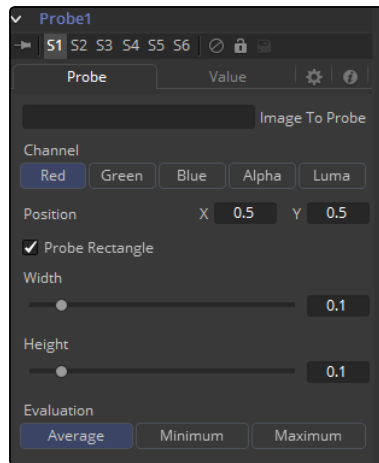 Probe1
S1 S2 S3 S4 S5 S6
Probe Value
Image To Probe
Channel
Red Green Blue Alpha Luma
Position X 0.5 Y 0.5
Probe Rectangle
Width
0.1
Height
0.1
Evaluation
Average Minimum Maximum